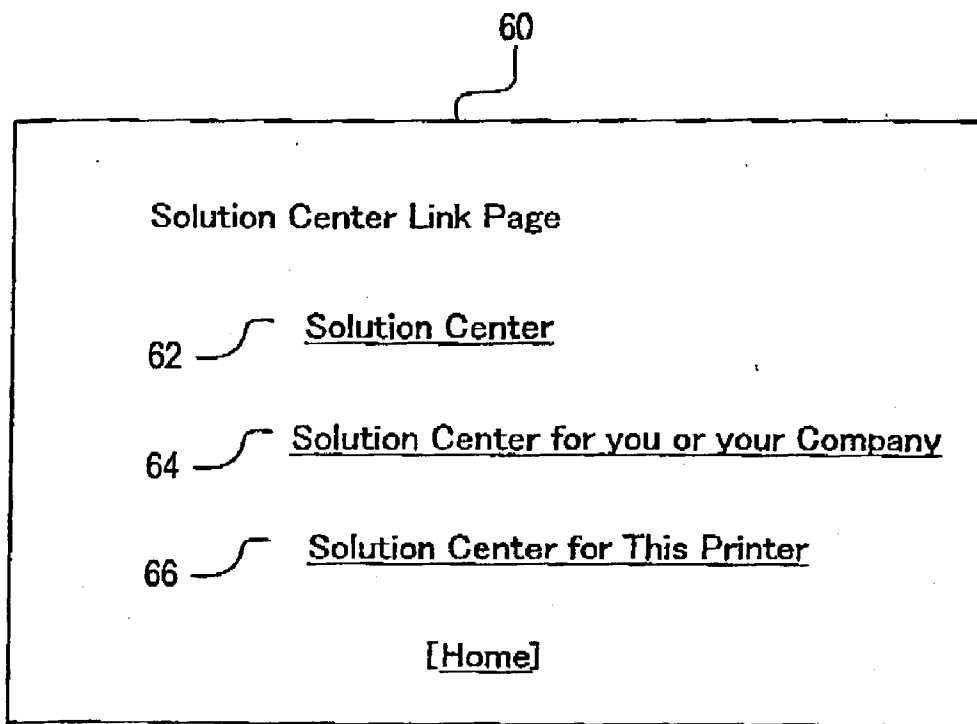 60
Solution Center Link Page
62 Solution Center
64 Solution Center for you or your Company
66 Solution Center for This Printer
[Home]